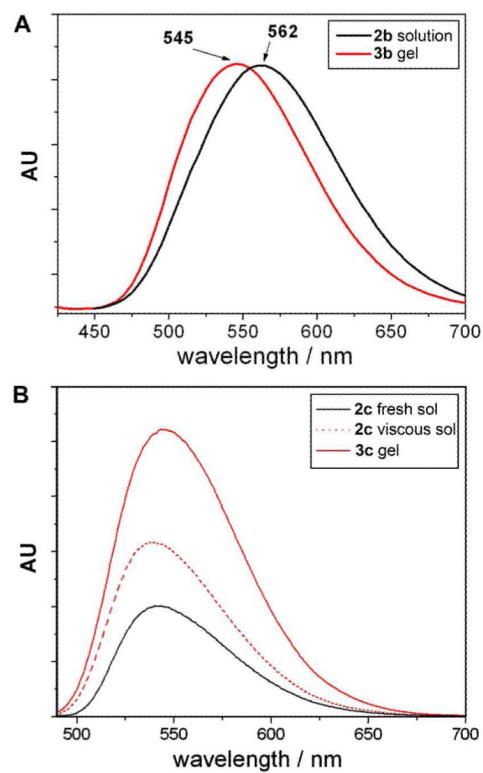 A
545
562
2b solution
3b gel
AU
450
500
550
600
650
700
wavelength / nm
B
2c fresh sol
2c viscous sol
3c gel
AU
500
550
600
650
700
wavelength / nm